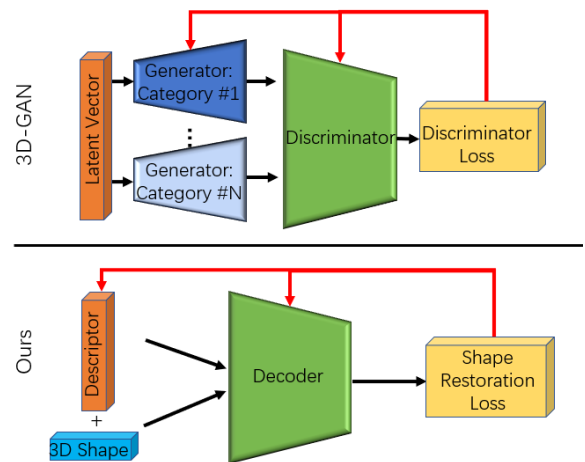 3D-GAN
Latent Vector
Generator:
Category #1
...
Generator:
Category #N
Discriminator
Discriminator
Loss
Ours
Descriptor
+
3D Shape
Decoder
Shape
Restoration
Loss